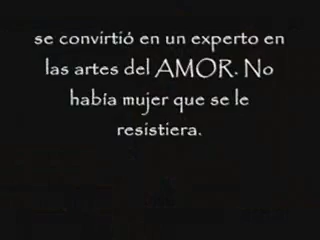 se convirtió en un experto en
las artes del AMOR. No
había mujer que se le
resistiera.